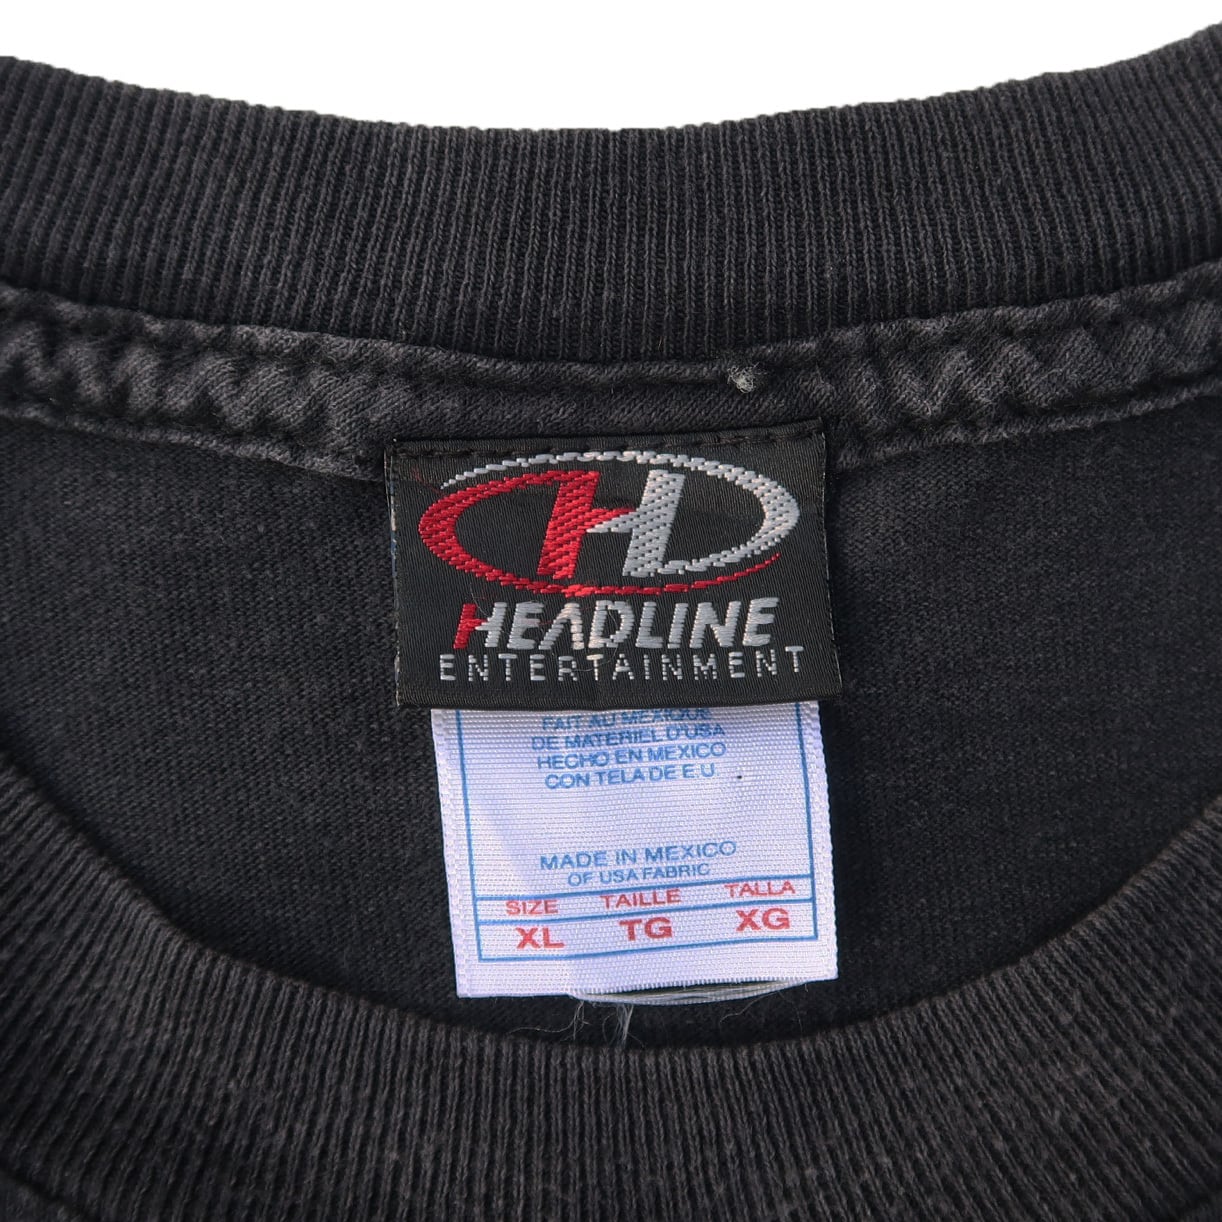 H
HEADLINE
ENTERTAINMENT
FAIT AU MEXIQUE
DE MATERIEL D'USA
HECHO EN MEXICO
CON TELA DE E.U.
MADE IN MEXICO
OF USA FABRIC
SIZE TAILLE TALLA
XL TG XG